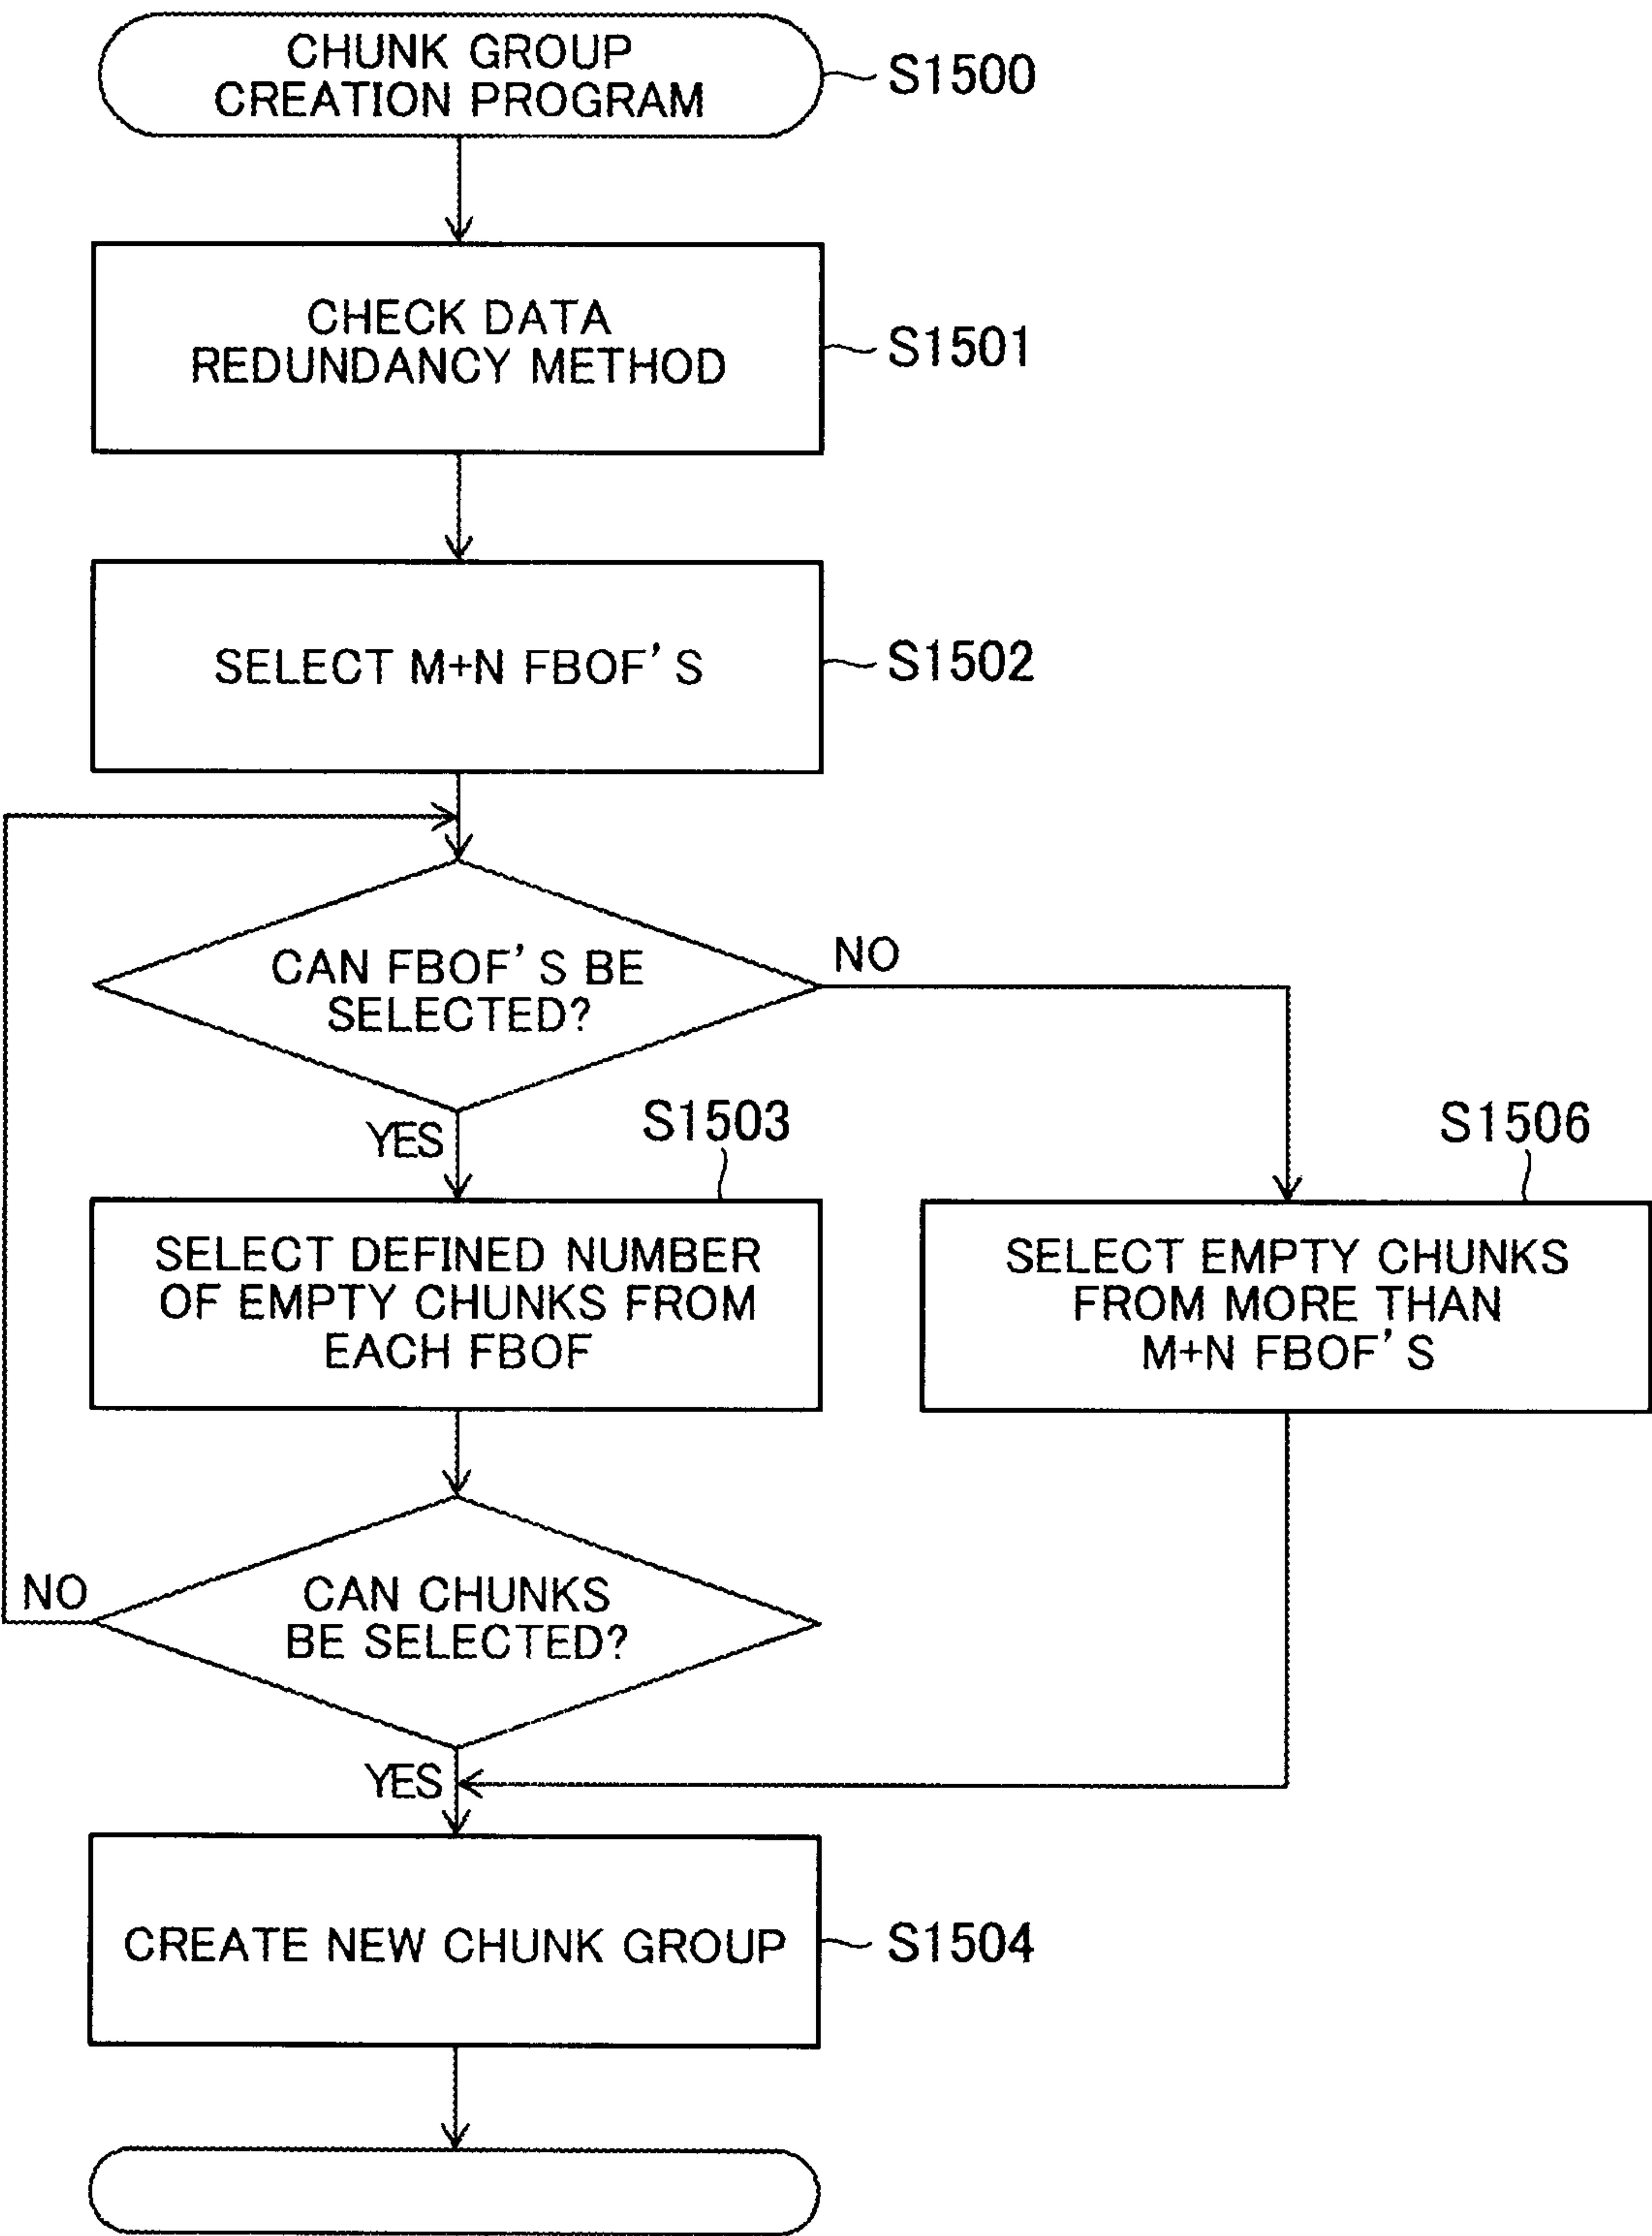 CHUNK GROUP
CREATION PROGRAM
S1500
CHECK DATA
REDUNDANCY METHOD
S1501
SELECT M+N FBOF'S
S1502
CAN FBOF'S BE
SELECTED?
NO
YES
S1503
S1506
SELECT DEFINED NUMBER
OF EMPTY CHUNKS FROM
EACH FBOF
SELECT EMPTY CHUNKS
FROM MORE THAN
M+N FBOF'S
NO
CAN CHUNKS
BE SELECTED?
YES
CREATE NEW CHUNK GROUP
S1504